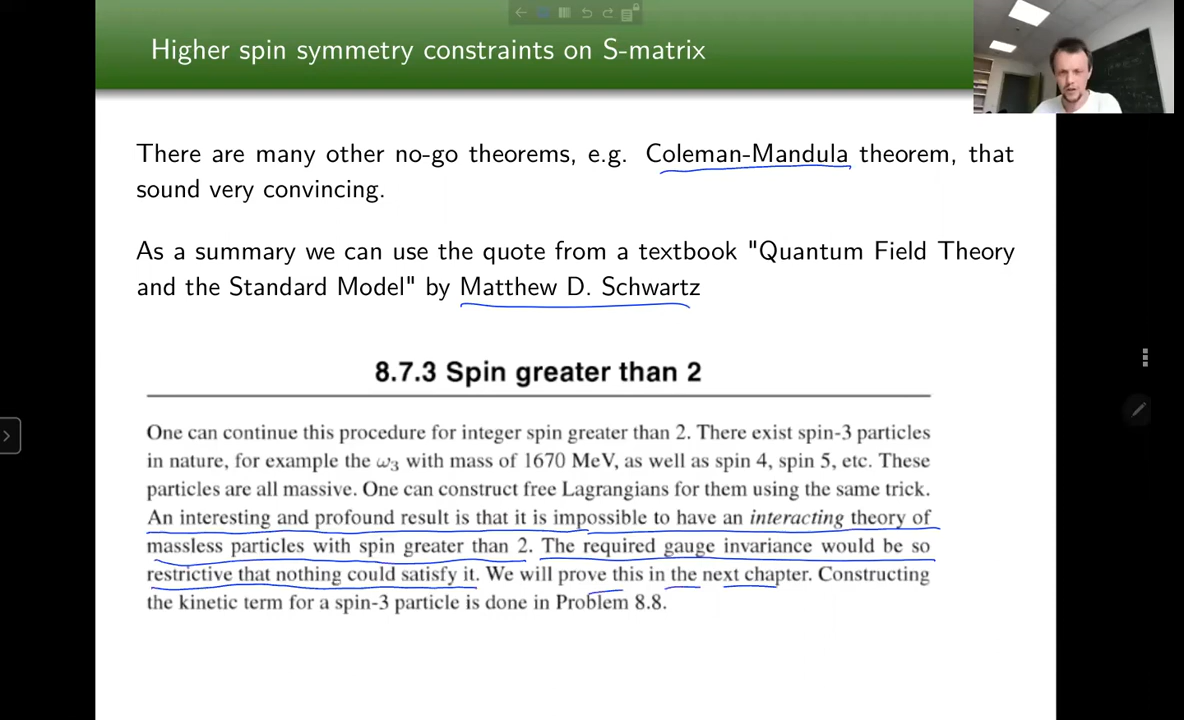 Higher spin symmetry constraints on S-matrix
There are many other no-go theorems, e.g. Coleman-Mandula theorem, that
sound very convincing.
As a summary we can use the quote from a textbook "Quantum Field Theory
and the Standard Model" by Matthew D. Schwartz
8.7.3 Spin greater than 2
One can continue this procedure for integer spin greater than 2. There exist spin-3 particles
in nature, for example the ω₃ with mass of 1670 MeV, as well as spin 4, spin 5, etc. These
particles are all massive. One can construct free Lagrangians for them using the same trick.
An interesting and profound result is that it is impossible to have an interacting theory of
massless particles with spin greater than 2. The required gauge invariance would be so
restrictive that nothing could satisfy it. We will prove this in the next chapter. Constructing
the kinetic term for a spin-3 particle is done in Problem 8.8.